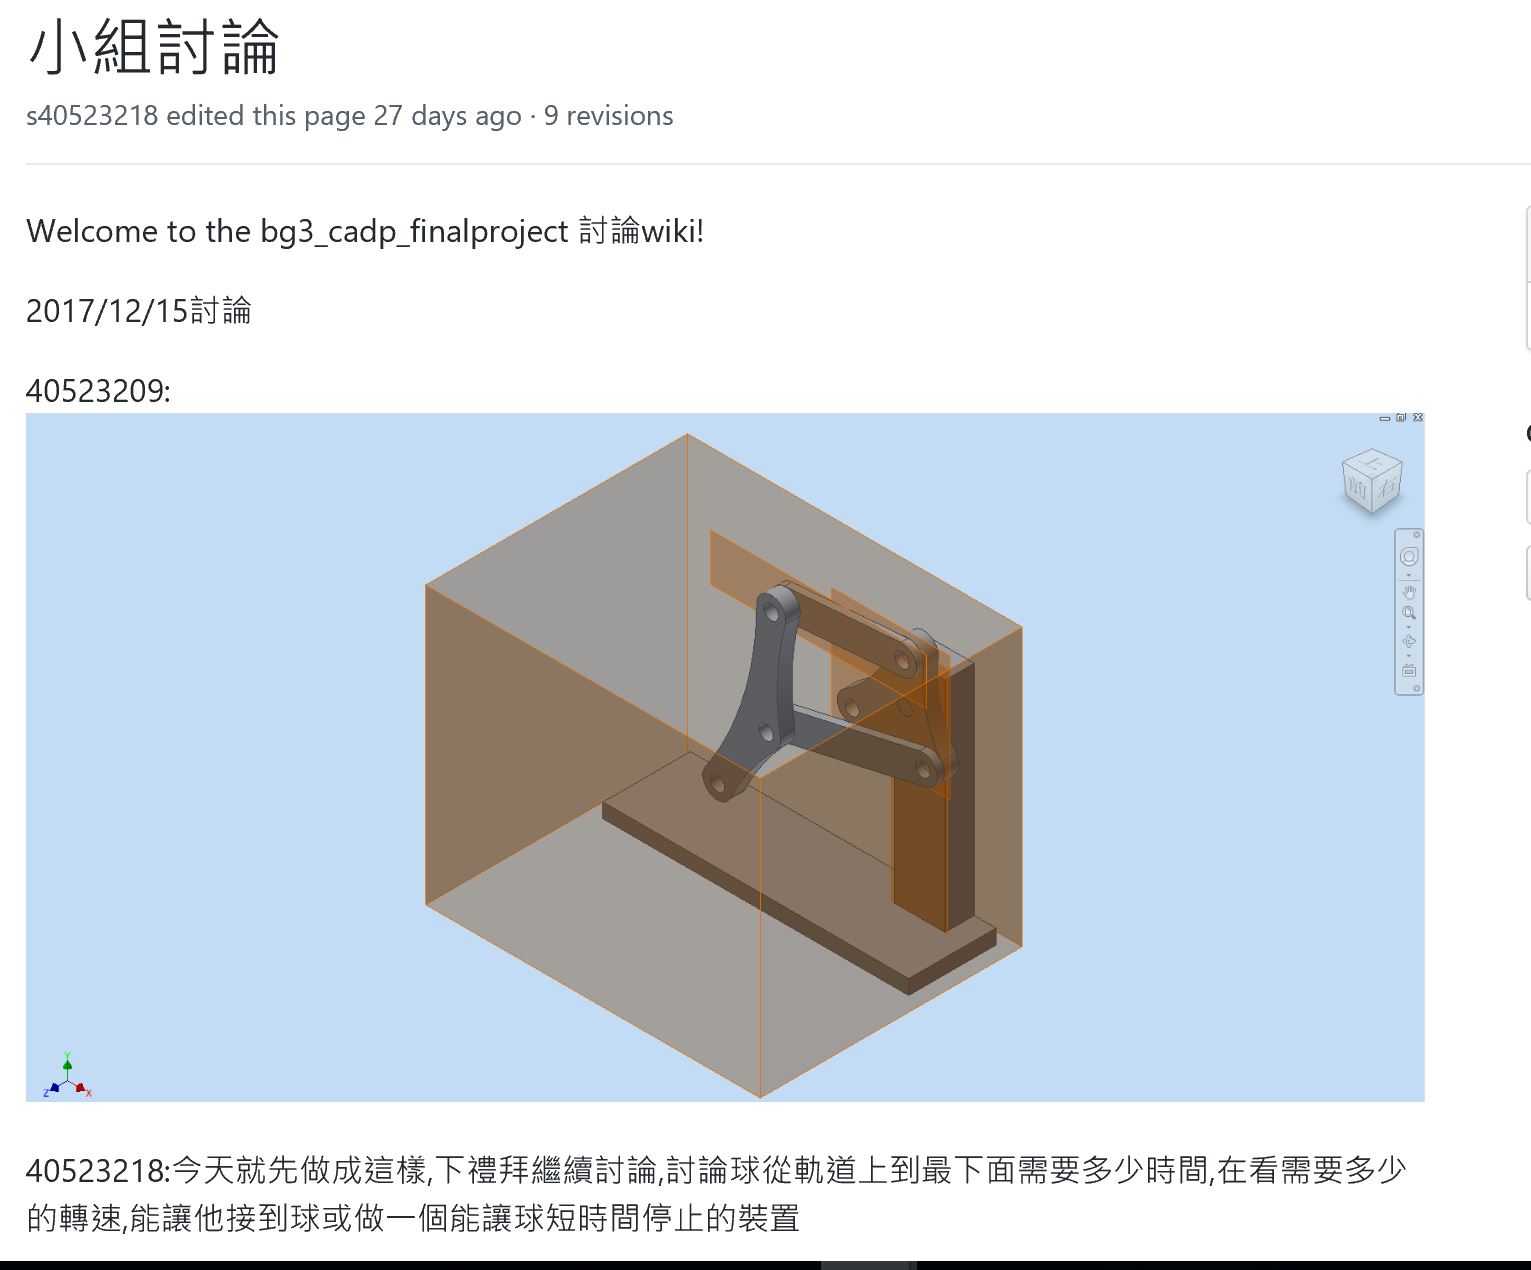 小組討論
s40523218 edited this page 27 days ago · 9 revisions
Welcome to the bg3_cadp_finalproject 討論wiki!
2017/12/15討論
40523209:
上
前
右
Y
Z
X
40523218:今天就先做成這樣,下禮拜繼續討論,討論球從軌道上到最下面需要多少時間,在看需要多少
的轉速,能讓他接到球或做一個能讓球短時間停止的裝置